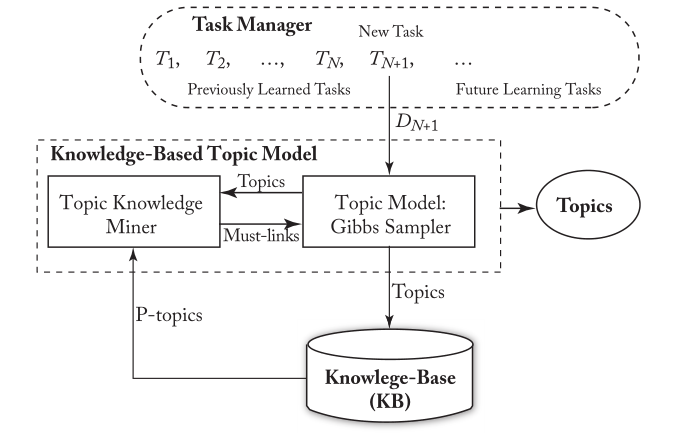 Task Manager
New Task
T1, T2, ..., TN, TN+1, ...
Previously Learned Tasks Future Learning Tasks
DN+1
Knowledge-Based Topic Model
Topic Knowledge
Miner
Topics
Must-links
Topic Model:
Gibbs Sampler
Topics
Topics
P-topics
Knowlege-Base
(KB)